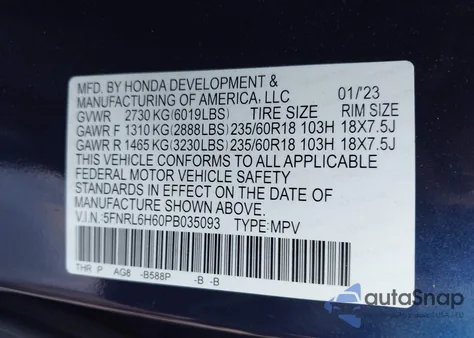 MFD. BY HONDA DEVELOPMENT &
MANUFACTURING OF AMERICA, LLC 01/23
GVWR 2730 KG (6019LBS) TIRE SIZE RIM SIZE
GAWR F 1310 KG (2888LBS) 235/60R18 103H 18X7.5J
GAWR R 1465 KG (3230LBS) 235/60R18 103H 18X7.5J
THIS VEHICLE CONFORMS TO ALL APPLICABLE
FEDERAL MOTOR VEHICLE SAFETY
STANDARDS IN EFFECT ON THE DATE OF
MANUFACTURE SHOWN ABOVE.
V.I.N.: 5FNRL6H60PB035093 TYPE: MPV
THR P AG8 -B588P -B -B
autaSnap